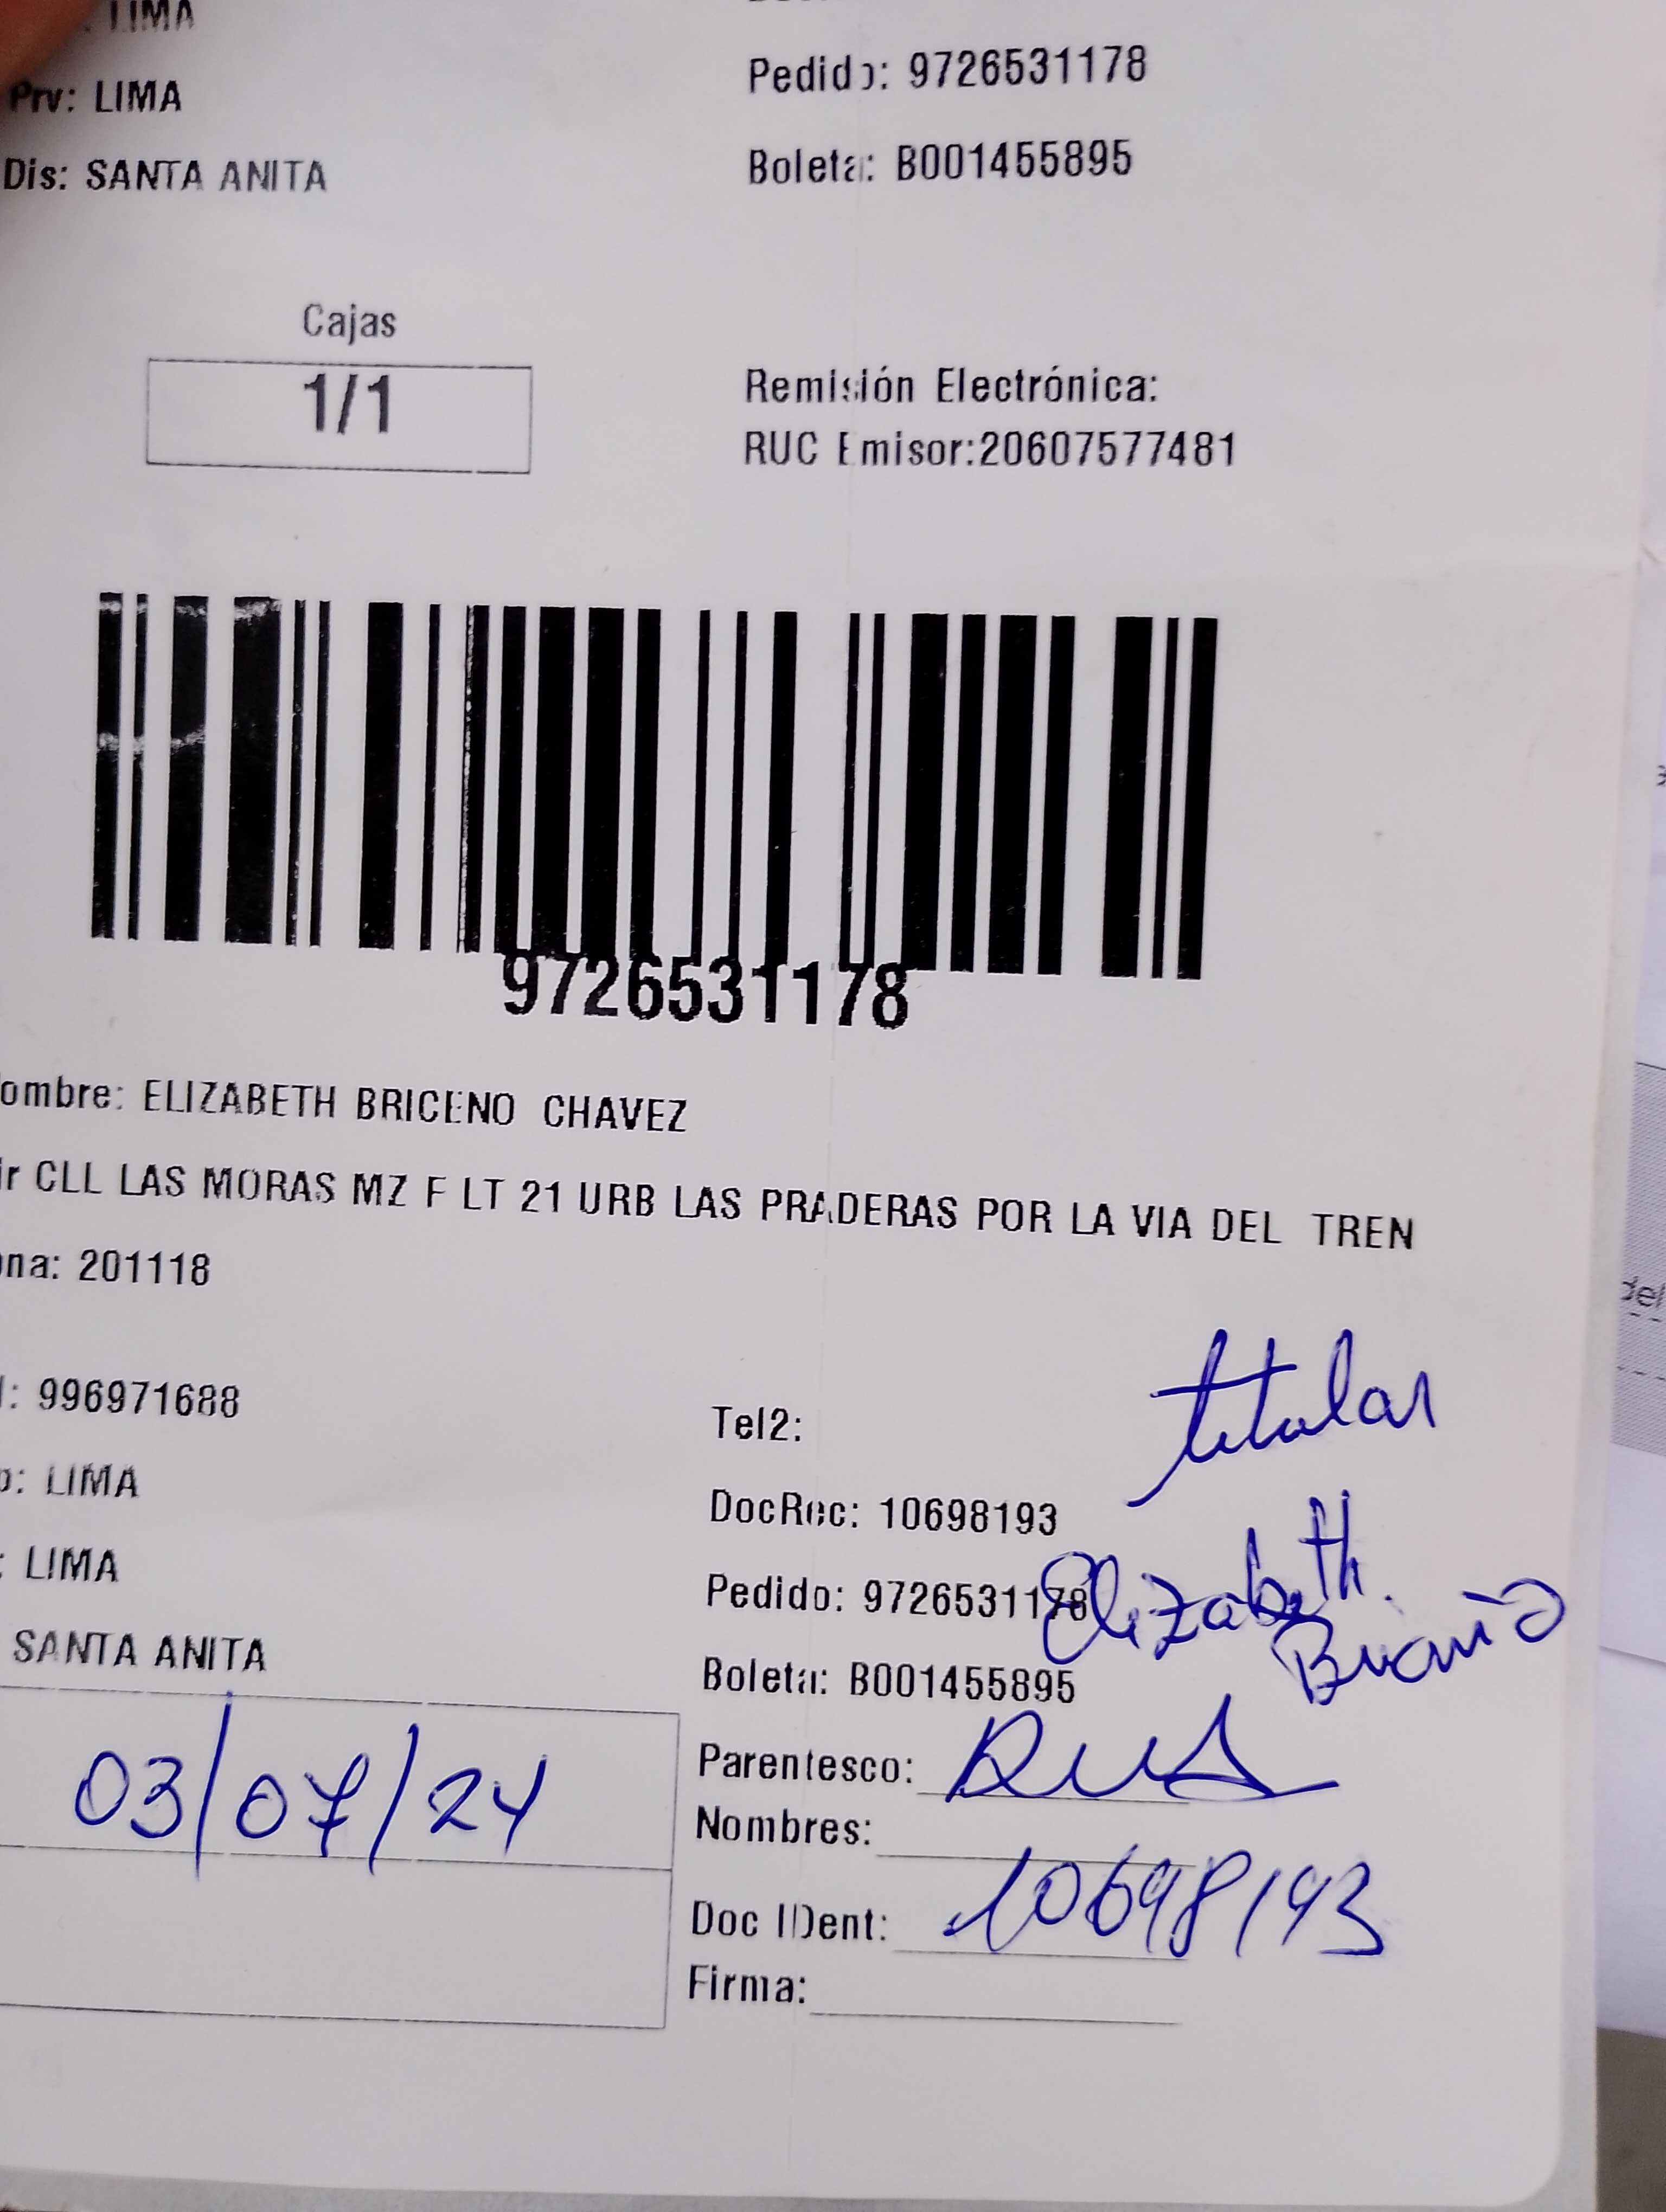 LIMA
Prv: LIMA
Pedido: 9726531178
Dis: SANTA ANITA
Boleta: B001455895
Cajas
1/1
Remisión Electrónica:
RUC Emisor:20607577481
9726531178
ombre: ELIZABETH BRICENO CHAVEZ
ir CLL LAS MORAS MZ F LT 21 URB LAS PRADERAS POR LA VIA DEL TREN
na: 201118
: 996971688
Tel2:
titular
: LIMA
DocRec: 10698193
: LIMA
Pedido: 9726531178
Elizabeth
Briceño
SANTA ANITA
Boleta: B001455895
03/07/24
Parentesco:
Nombres:
Doc IDent: 10698193
Firma:
del